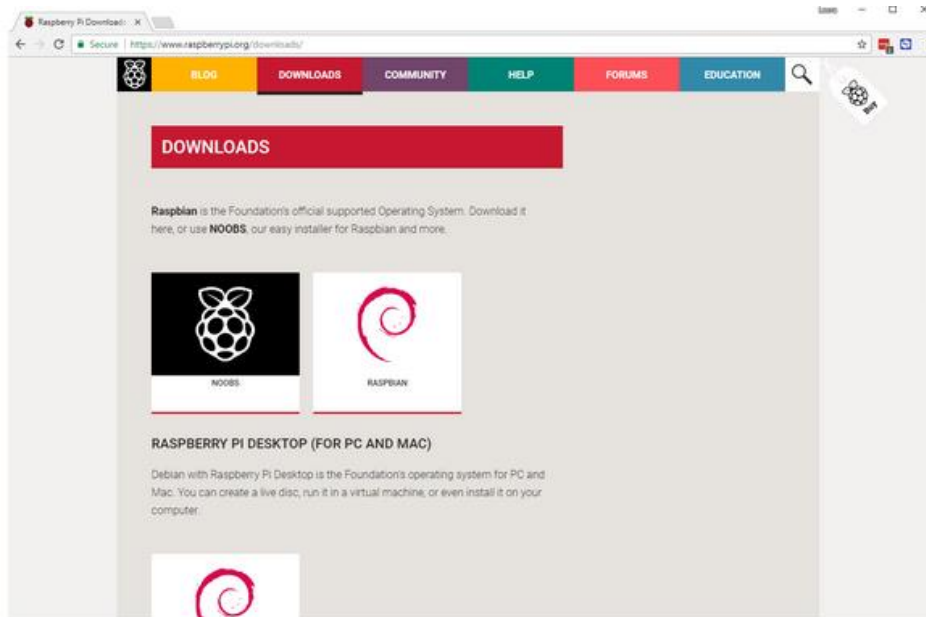 Raspberry Pi Download
Secure https://www.raspberrypi.org/downloads/
BLOG DOWNLOADS COMMUNITY HELP FORUMS EDUCATION
BUY
DOWNLOADS
Raspbian is the Foundation's official supported Operating System. Download it
here, or use NOOBS, our easy installer for Raspbian and more.
NOOBS RASPBIAN
RASPBERRY PI DESKTOP (FOR PC AND MAC)
Debian with Raspberry Pi Desktop is the Foundation's operating system for PC and
Mac. You can create a live disc, run it in a virtual machine, or even install it on your
computer.